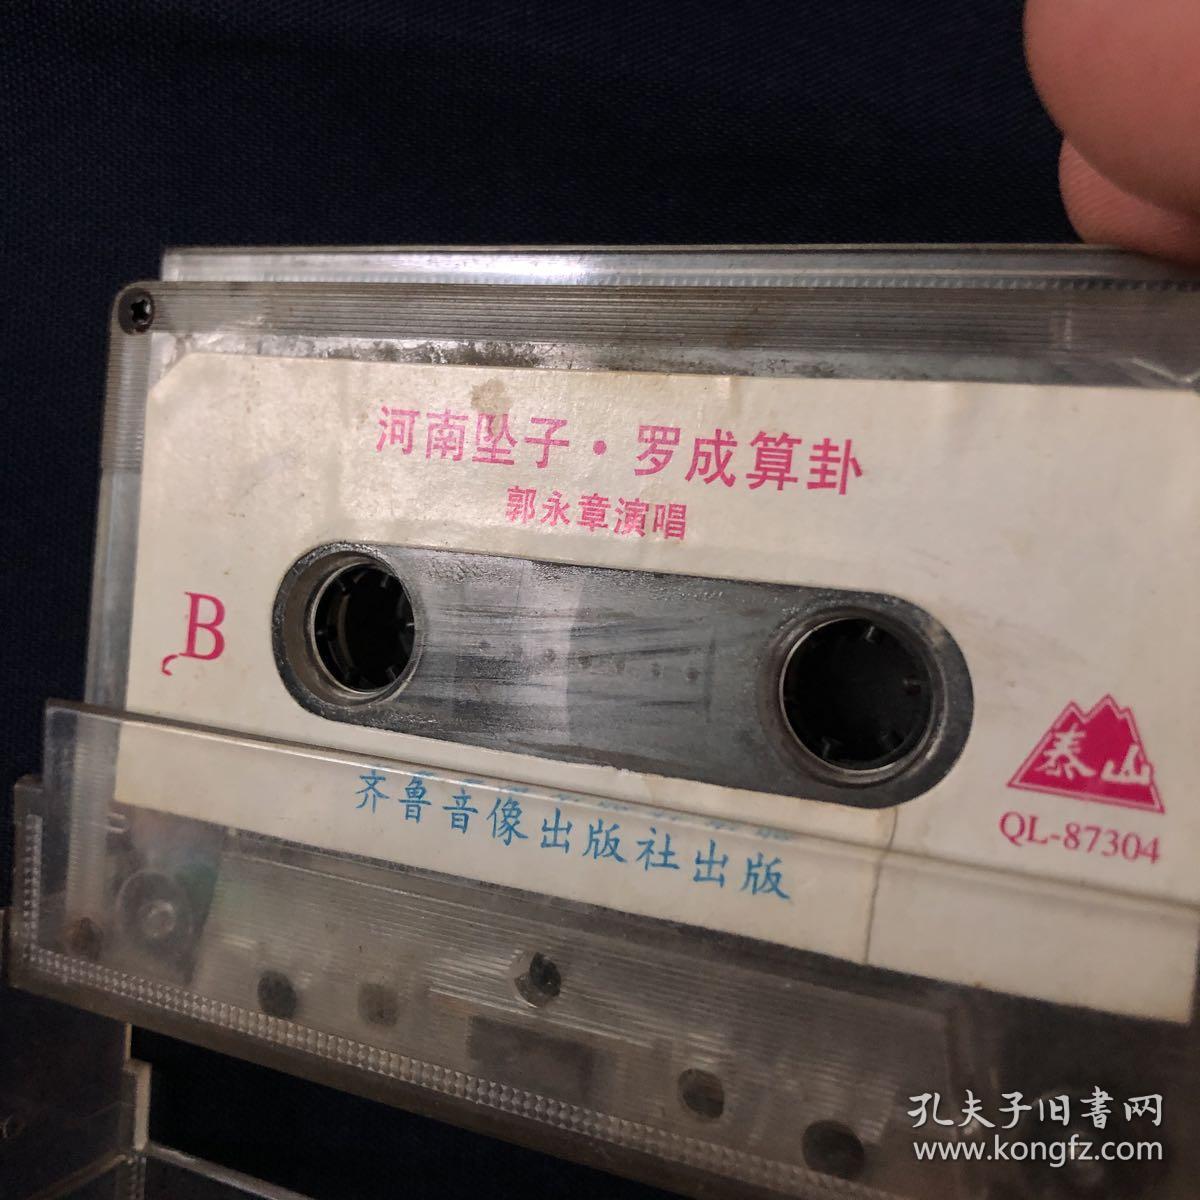 河南坠子·罗成算卦
郭永章演唱
B
泰山
QL-87304
齐鲁音像出版社出版
孔夫子旧書网
www.kongfz.com